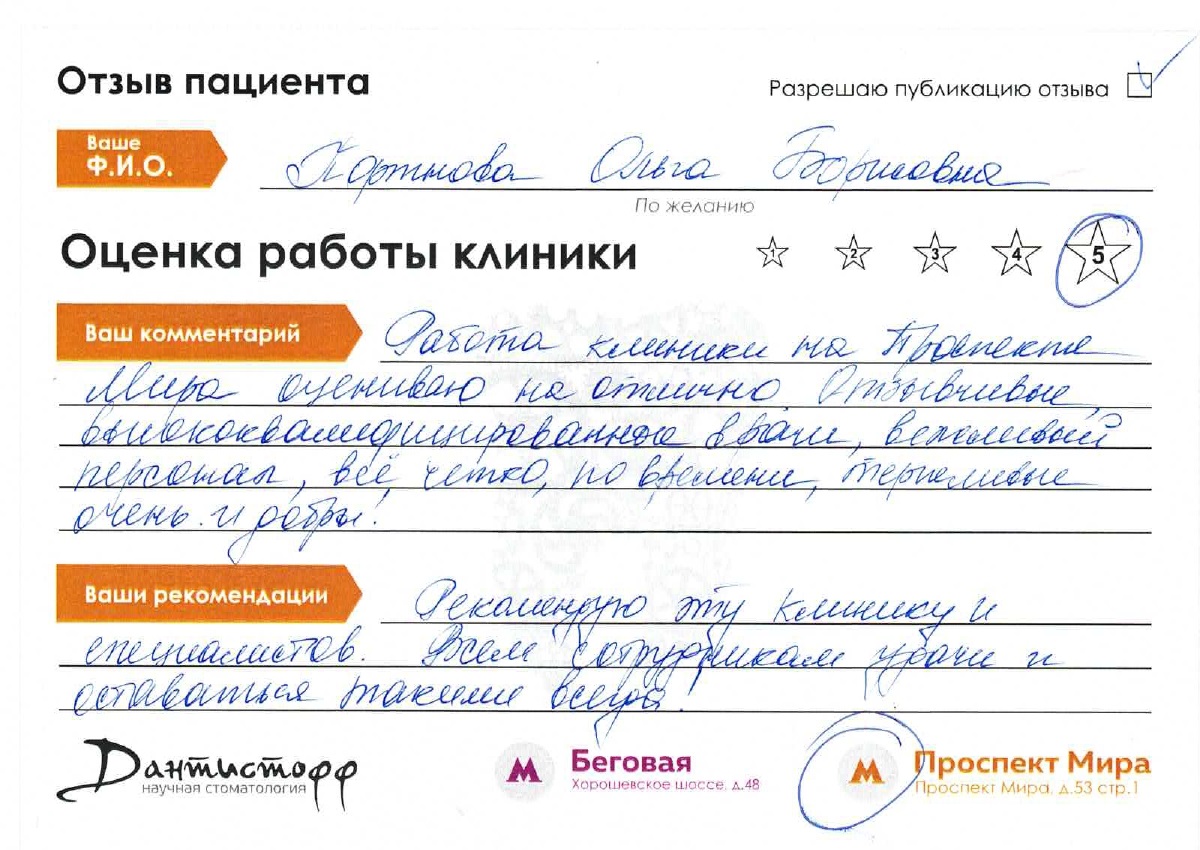 Отзыв пациента
Разрешаю публикацию отзыва
Ваше
Ф.И.О.
Портнова Ольга Борисовна
По желанию
Оценка работы клиники
1 2 3 4 5
Ваш комментарий
Работа клиники на Проспекте
Мира оцениваю на отлично Отзывчивые,
высококвалифицированные врачи, вежливый
персонал, всё четко, по времени, терпеливые
очень и добры!
Ваши рекомендации
Рекомендую эту клинику и
специалистов. Всем сотрудникам удачи и
оставаться такими всегда!
Дантистофф
научная стоматология
Беговая
Хорошевское шоссе, д.48
Проспект Мира
Проспект Мира, д.53 стр.1